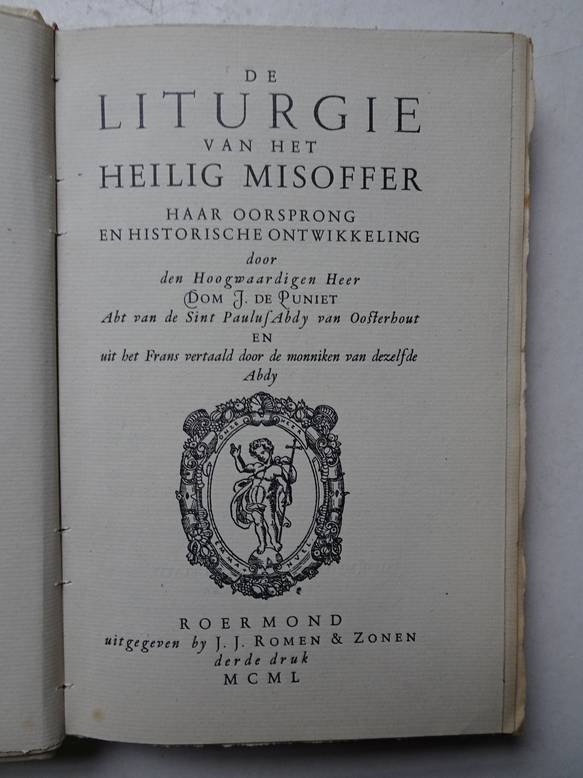 DE
LITURGIE
VAN HET
HEILIG MISOFFER
HAAR OORSPRONG
EN HISTORISCHE ONTWIKKELING
door
den Hoogwaardigen Heer
DOM J. DE PUNIET
Abt van de Sint Pauluſ Abdy van Ooſterhout
EN
uit het Frans vertaald door de monniken van dezelfde
Abdy
EMMA NUEL
ROERMOND
uitgegeven by J. J. ROMEN & ZONEN
derde druk
MCML